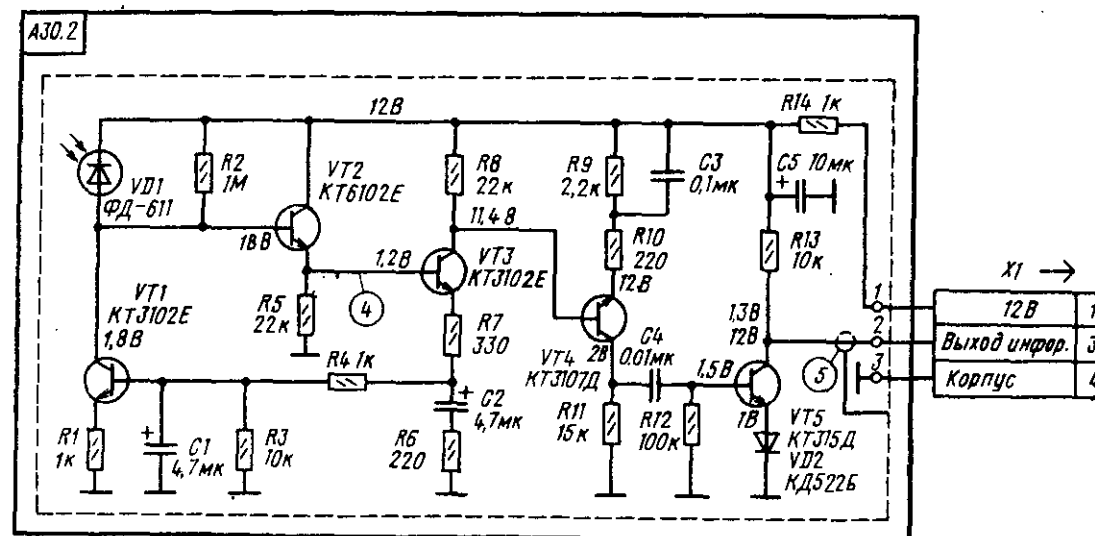 А30.2
R14 1к
12В
R2
1М
VT2
КТ6102Е
R8
22к
R9
2,2к
C3
0,1мк
C5 10мк
+
VD1
ФД-611
18В
11,4В
1,2В
VT3
КТ3102Е
R10
220
R13
10к
X1 →
VT1
КТ3102Е
1,8В
R5
22к
4
R7
330
12В
1,3В
12В
1
2
3
12В 1
Выход инфор. 3
Корпус 4
R4 1к
VT4
КТ3107Д
2В
C4
0,01мк
1,5В
5
R1
1к
+
C1
4,7мк
R3
10к
+
C2
4,7мк
R6
220
R11
15к
R12
100к
1В
VT5
КТ315Д
VD2
КД522Б